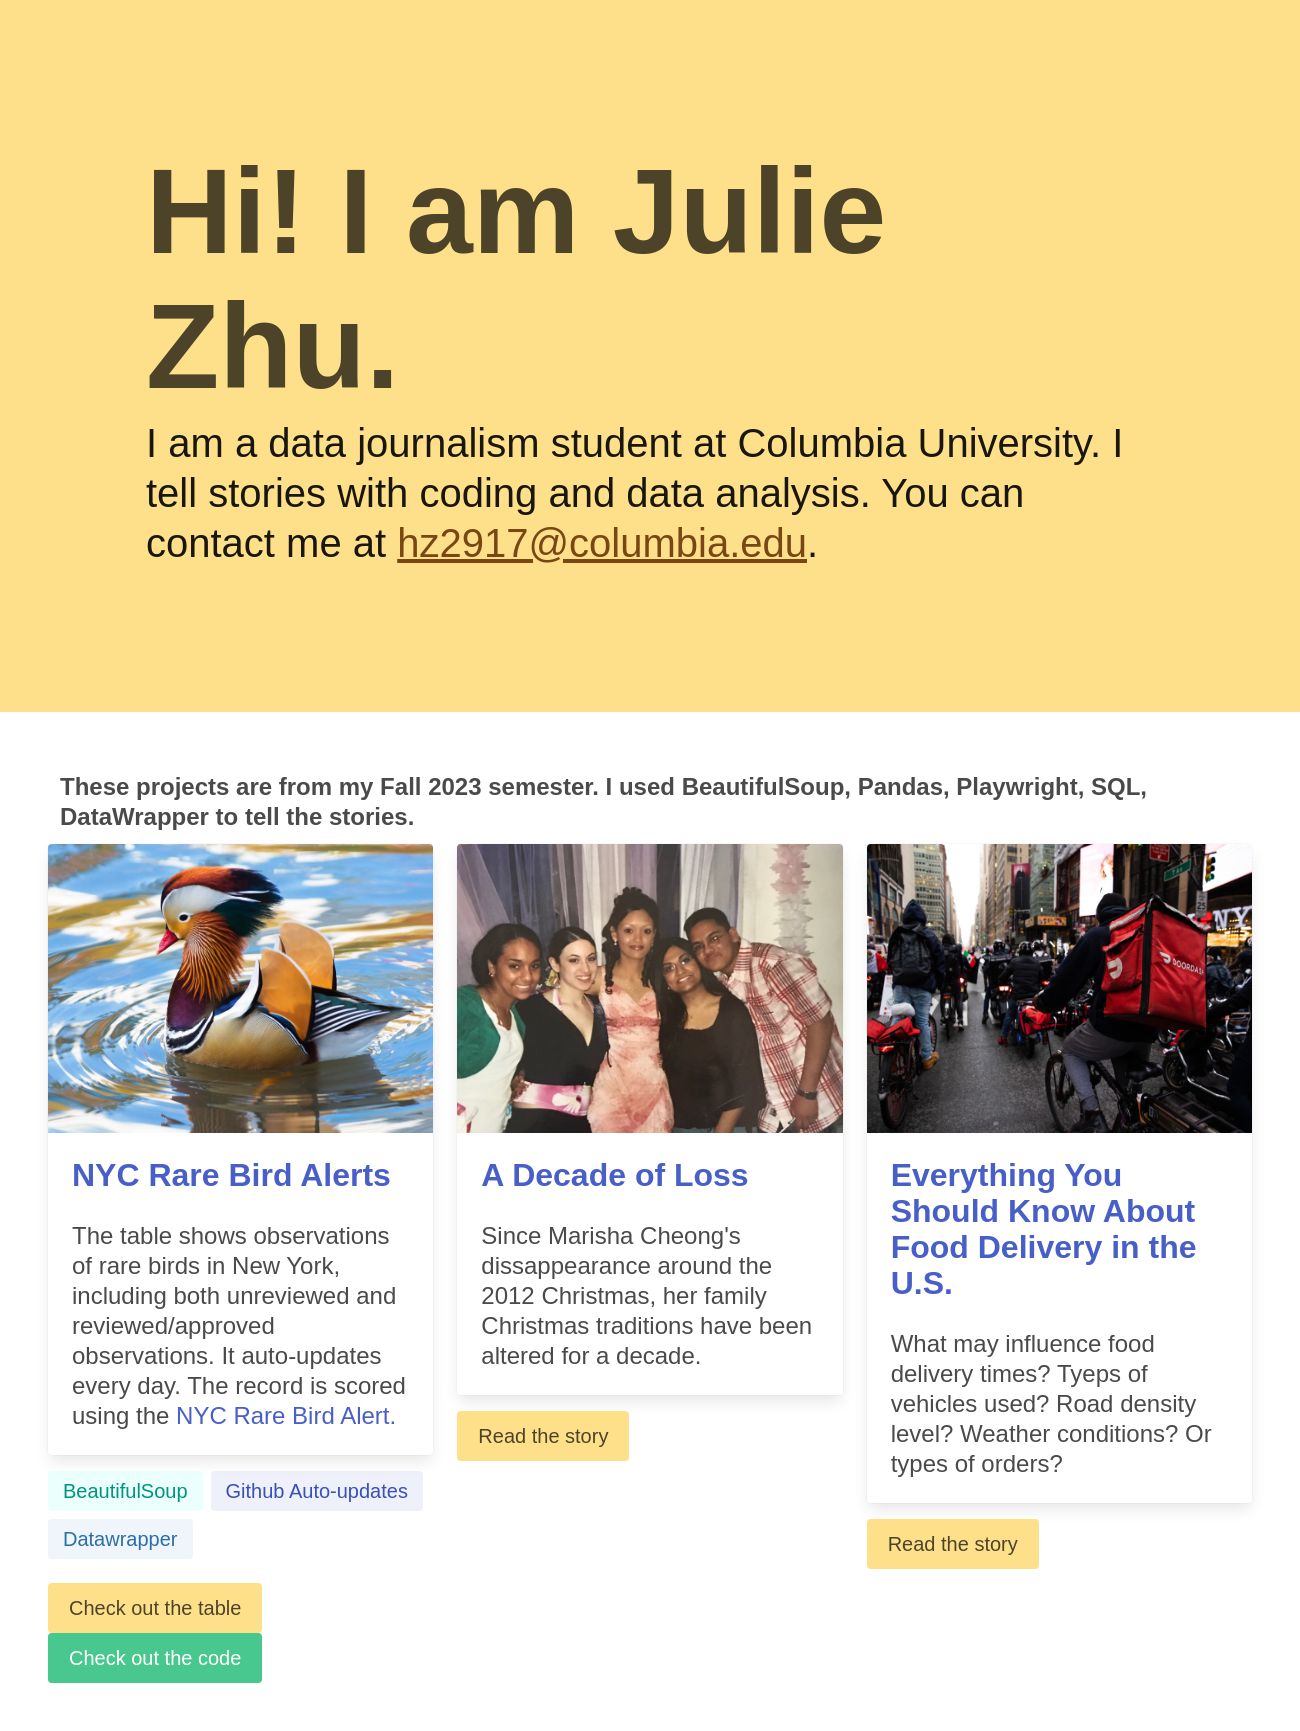 Hi! I am Julie
Zhu.
I am a data journalism student at Columbia University. I
tell stories with coding and data analysis. You can
contact me at hz2917@columbia.edu.
These projects are from my Fall 2023 semester. I used BeautifulSoup, Pandas, Playwright, SQL,
DataWrapper to tell the stories.
DOORDASH
NY
NYC Rare Bird Alerts
The table shows observations
of rare birds in New York,
including both unreviewed and
reviewed/approved
observations. It auto-updates
every day. The record is scored
using the NYC Rare Bird Alert.
BeautifulSoup
Github Auto-updates
Datawrapper
Check out the table
Check out the code
A Decade of Loss
Since Marisha Cheong's
dissappearance around the
2012 Christmas, her family
Christmas traditions have been
altered for a decade.
Read the story
Everything You
Should Know About
Food Delivery in the
U.S.
What may influence food
delivery times? Tyeps of
vehicles used? Road density
level? Weather conditions? Or
types of orders?
Read the story